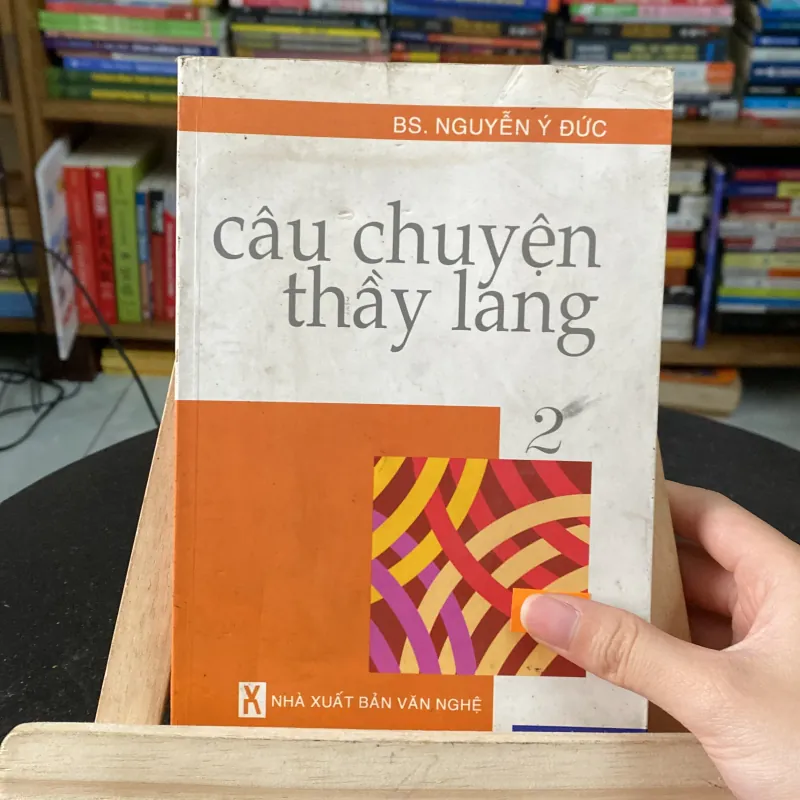 BS. NGUYỄN Ý ĐỨC
câu chuyện
thầy lang
2
NHÀ XUẤT BẢN VĂN NGHỆ